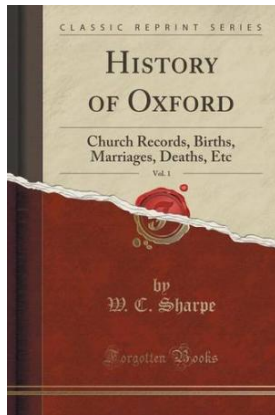 CLASSIC REPRINT SERIES
HISTORY
OF OXFORD
Church Records, Births,
Marriages, Deaths, Etc
Vol. 1
by
W. C. Sharpe
Forgotten Books